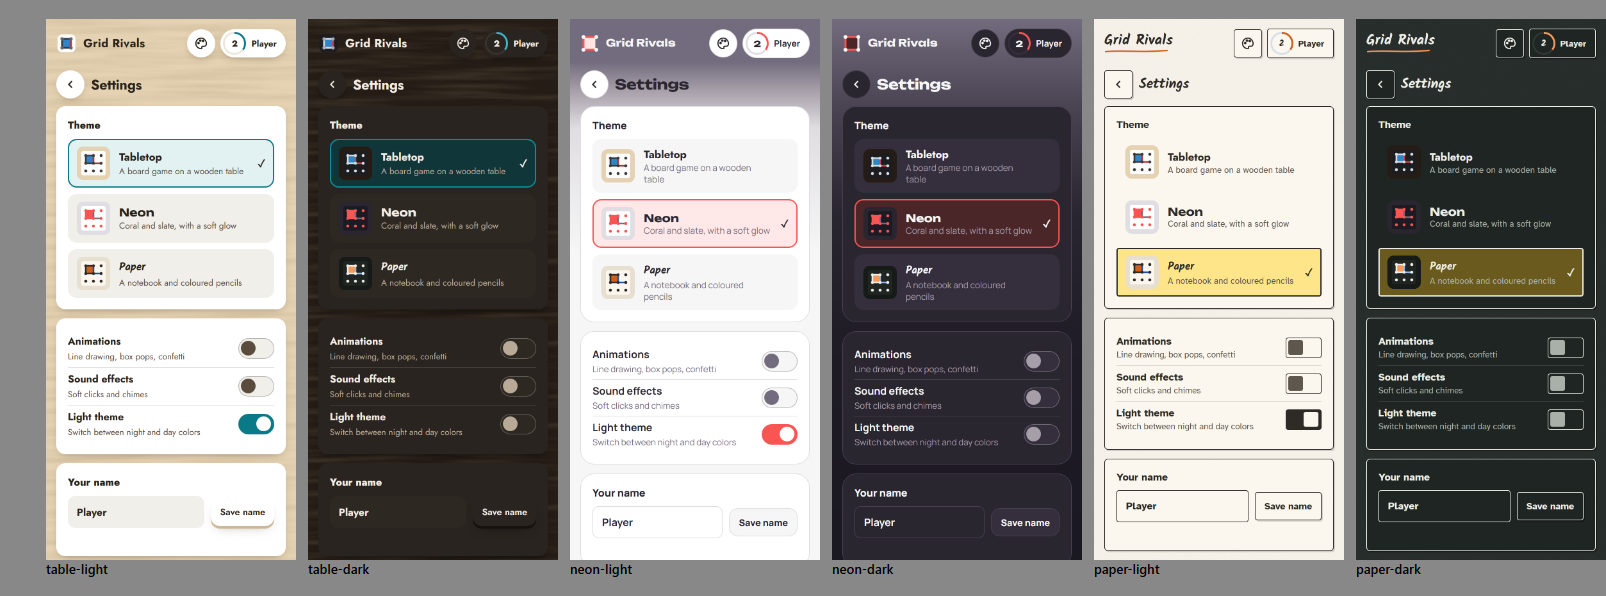 Grid Rivals
2 Player
Settings
Theme
Tabletop
A board game on a wooden table
Neon
Coral and slate, with a soft glow
Paper
A notebook and coloured pencils
Animations
Line drawing, box pops, confetti
Sound effects
Soft clicks and chimes
Light theme
Switch between night and day colors
Your name
Player
Save name
table-light
Grid Rivals
2 Player
Settings
Theme
Tabletop
A board game on a wooden table
Neon
Coral and slate, with a soft glow
Paper
A notebook and coloured pencils
Animations
Line drawing, box pops, confetti
Sound effects
Soft clicks and chimes
Light theme
Switch between night and day colors
Your name
Player
Save name
table-dark
Grid Rivals
2 Player
Settings
Theme
Tabletop
A board game on a wooden
table
Neon
Coral and slate, with a soft glow
Paper
A notebook and coloured
pencils
Animations
Line drawing, box pops, confetti
Sound effects
Soft clicks and chimes
Light theme
Switch between night and day colors
Your name
Player
Save name
neon-light
Grid Rivals
2 Player
Settings
Theme
Tabletop
A board game on a wooden
table
Neon
Coral and slate, with a soft glow
Paper
A notebook and coloured
pencils
Animations
Line drawing, box pops, confetti
Sound effects
Soft clicks and chimes
Light theme
Switch between night and day colors
Your name
Player
Save name
neon-dark
Grid Rivals
2 Player
Settings
Theme
Tabletop
A board game on a wooden table
Neon
Coral and slate, with a soft glow
Paper
A notebook and coloured pencils
Animations
Line drawing, box pops, confetti
Sound effects
Soft clicks and chimes
Light theme
Switch between night and day colors
Your name
Player
Save name
paper-light
Grid Rivals
2 Player
Settings
Theme
Tabletop
A board game on a wooden table
Neon
Coral and slate, with a soft glow
Paper
A notebook and coloured pencils
Animations
Line drawing, box pops, confetti
Sound effects
Soft clicks and chimes
Light theme
Switch between night and day colors
Your name
Player
Save name
paper-dark